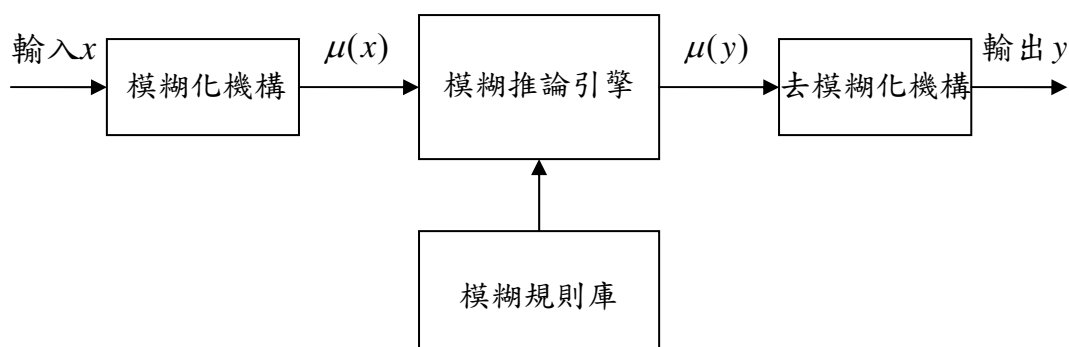 輸入x
模糊化機構
μ(x)
模糊推論引擎
μ(y)
去模糊化機構
輸出y
模糊規則庫